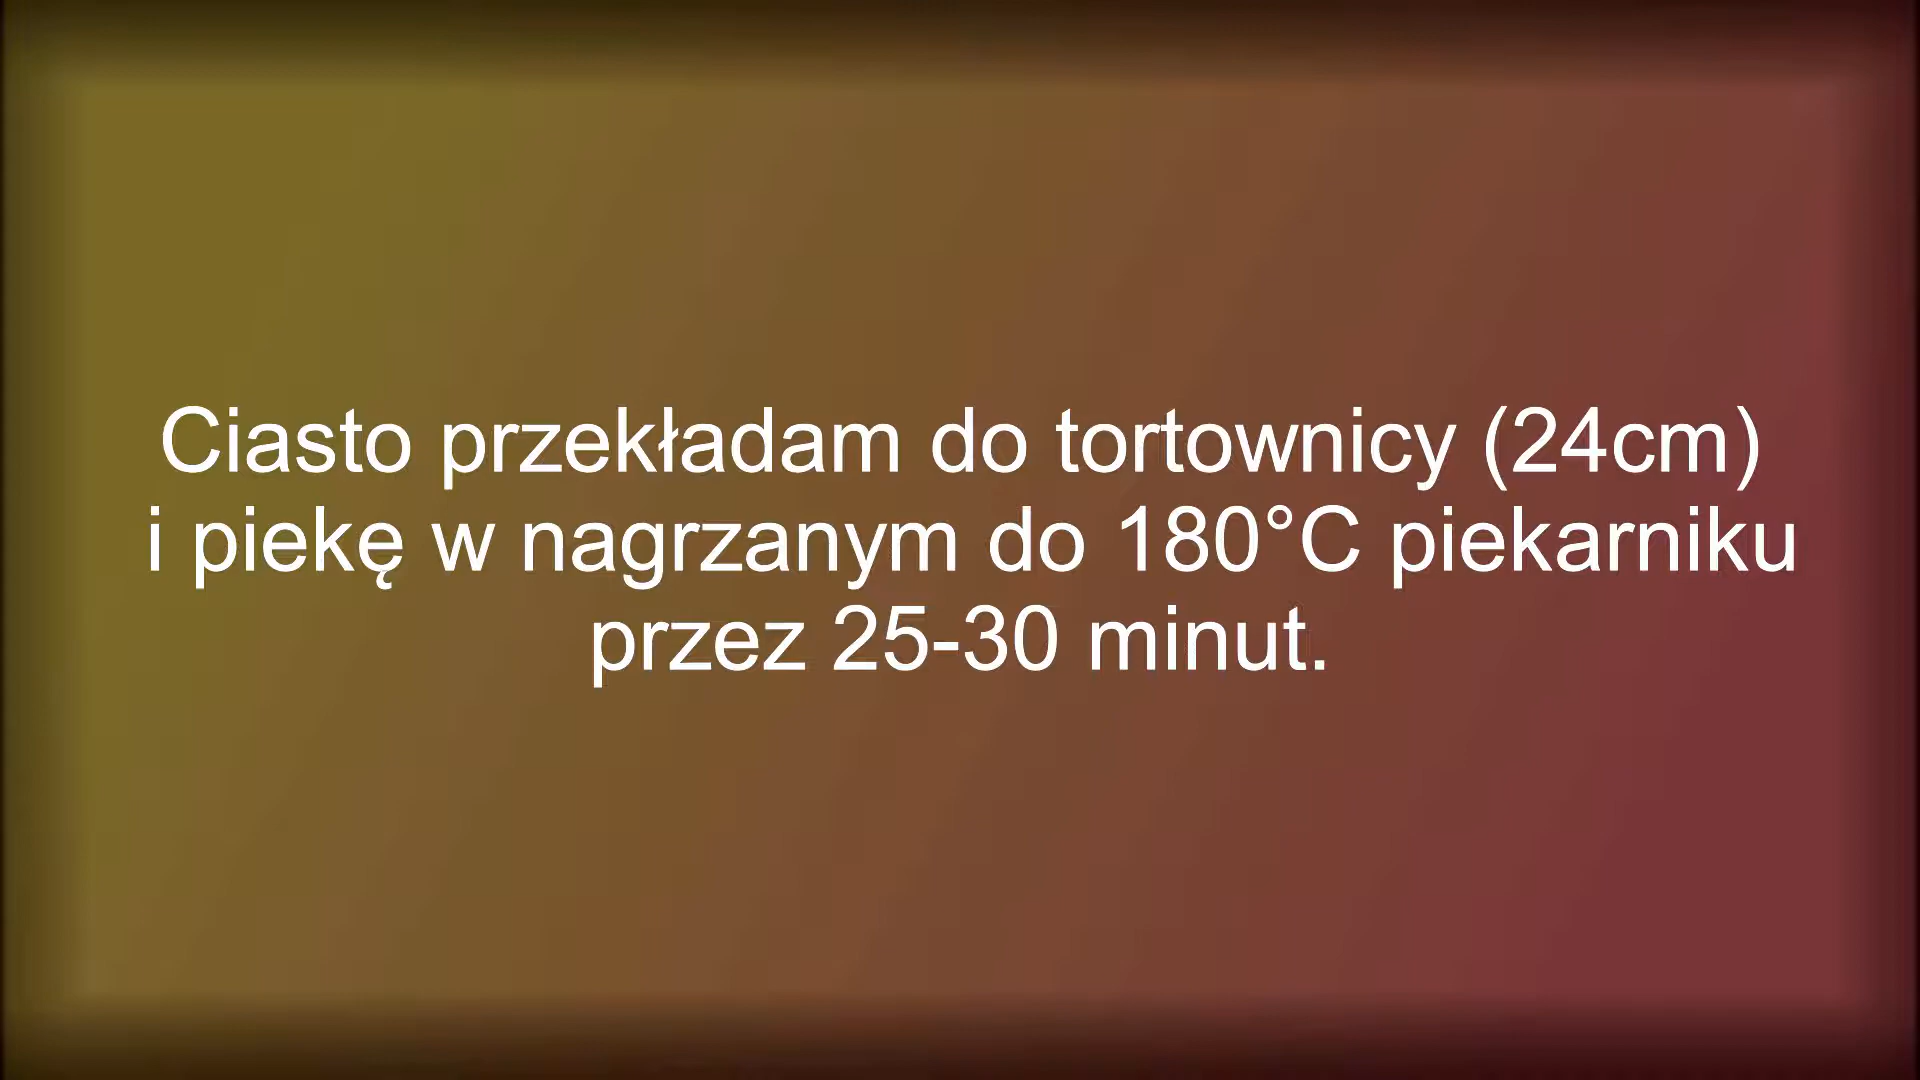 Ciasto przekładam do tortownicy (24cm)
i piekę w nagrzanym do 180°C piekarniku
przez 25-30 minut.